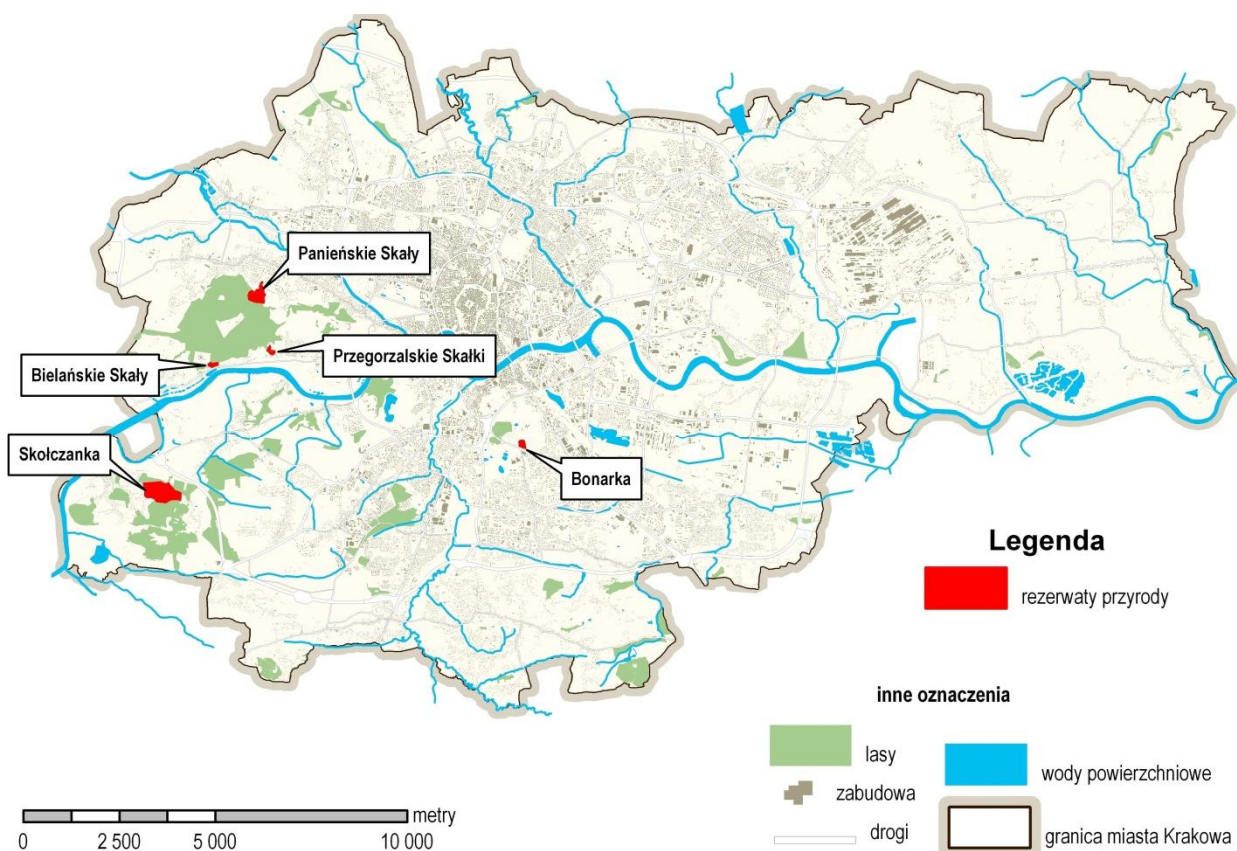 Panieńskie Skały
Przegorzalskie Skałki
Bielańskie Skały
Skołczanka
Bonarka
Legenda
rezerwaty przyrody
inne oznaczenia
lasy
wody powierzchniowe
zabudowa
drogi
granica miasta Krakowa
metry
0 2 500 5 000 10 000